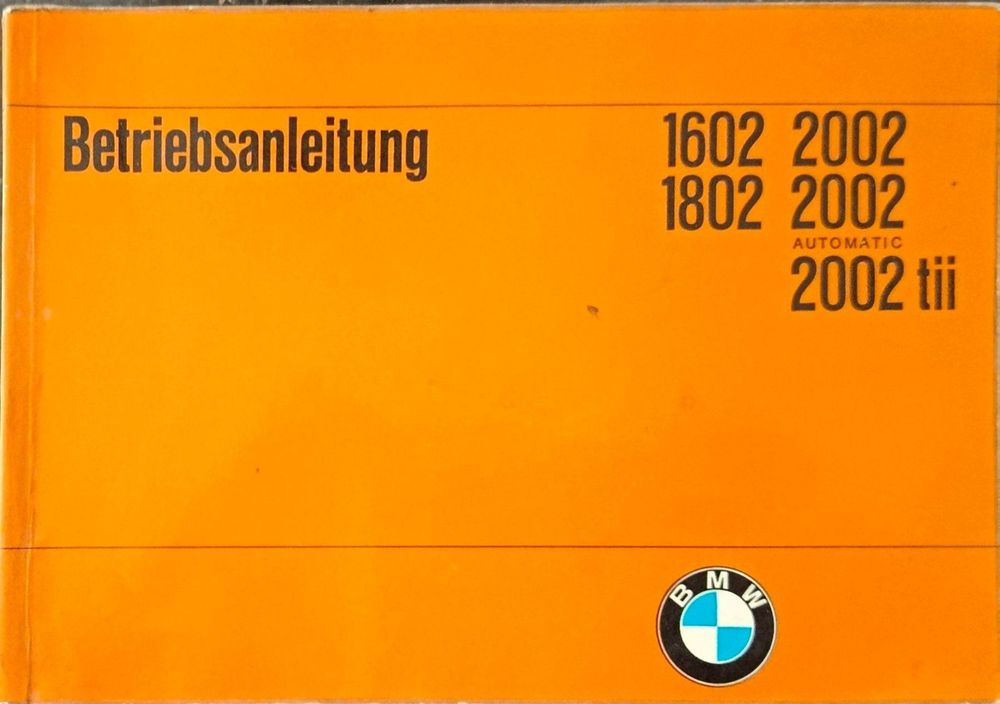 Betriebsanleitung
1602 2002
1802 2002
AUTOMATIC
2002 tii
BMW